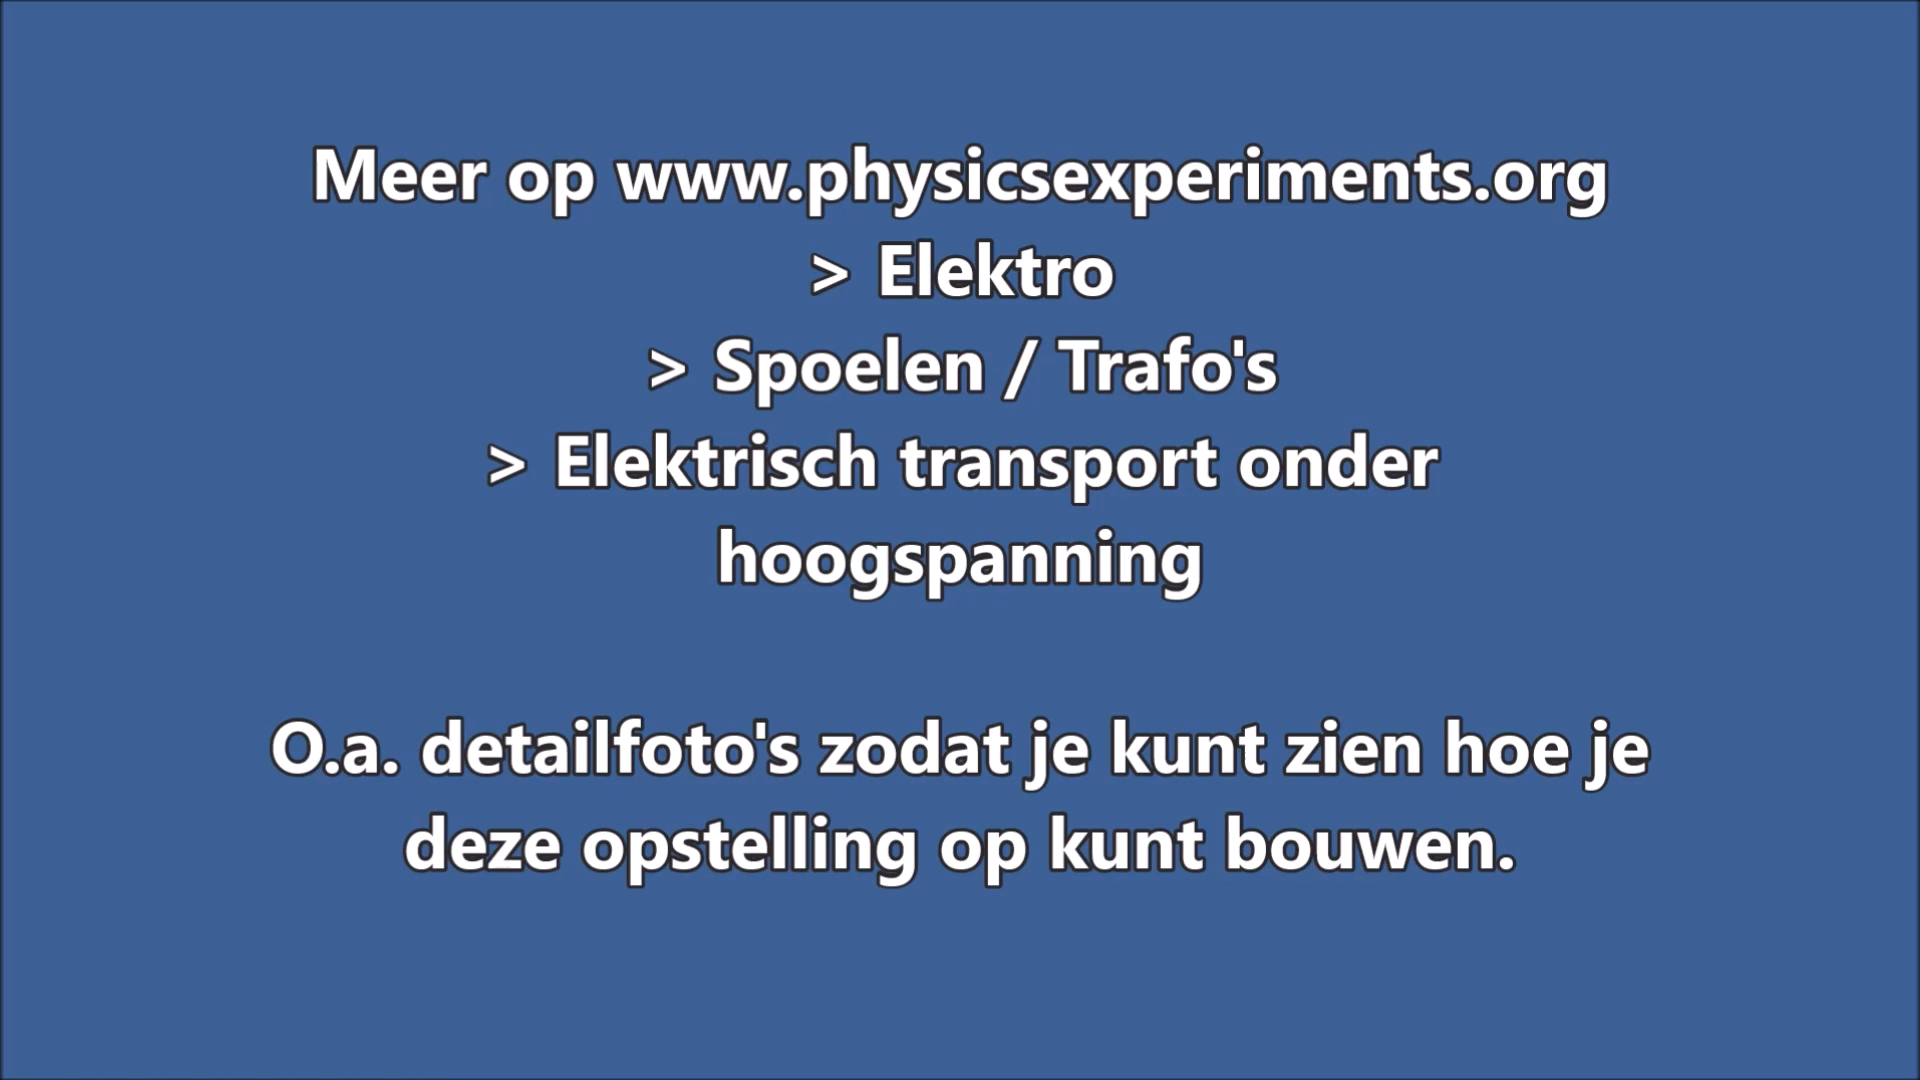 Meer op www.physicsexperiments.org
> Elektro
> Spoelen / Trafo's
> Elektrisch transport onder
hoogspanning
O.a. detailfoto's zodat je kunt zien hoe je
deze opstelling op kunt bouwen.